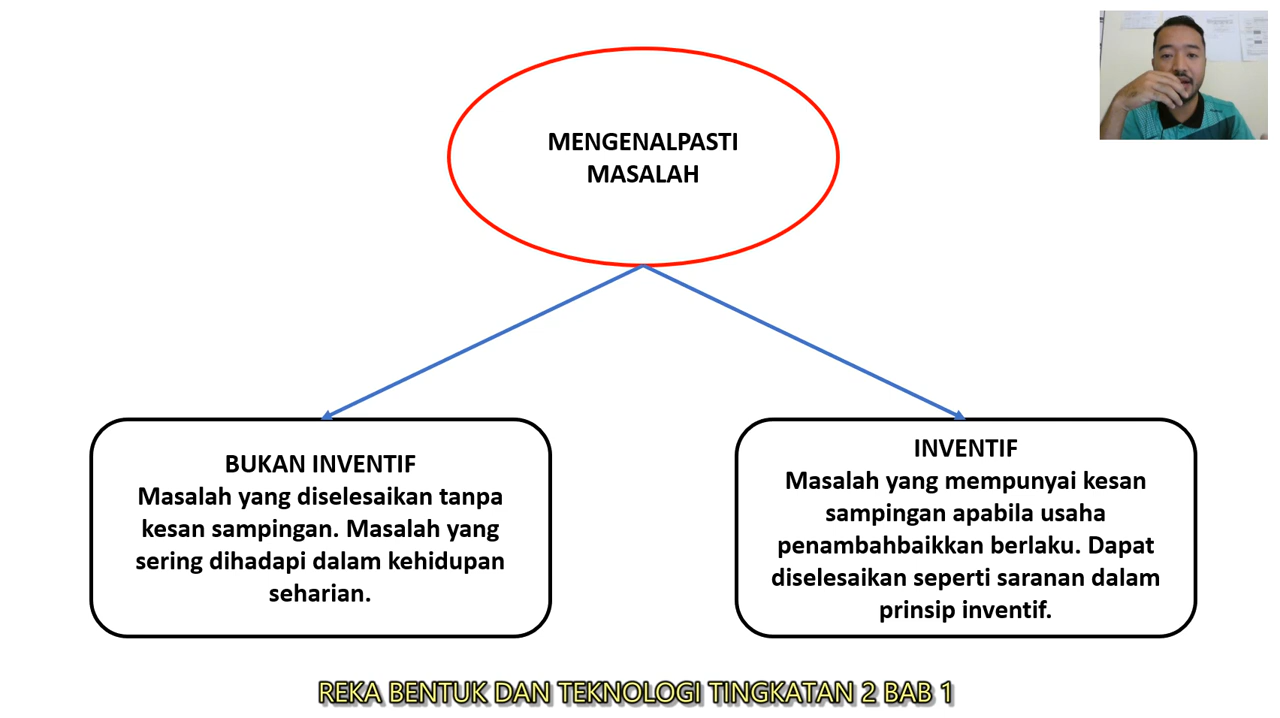 MENGENALPASTI
MASALAH
BUKAN INVENTIF
Masalah yang diselesaikan tanpa
kesan sampingan. Masalah yang
sering dihadapi dalam kehidupan
seharian.
INVENTIF
Masalah yang mempunyai kesan
sampingan apabila usaha
penambahbaikkan berlaku. Dapat
diselesaikan seperti saranan dalam
prinsip inventif.
REKA BENTUK DAN TEKNOLOGI TINGKATAN 2 BAB 1